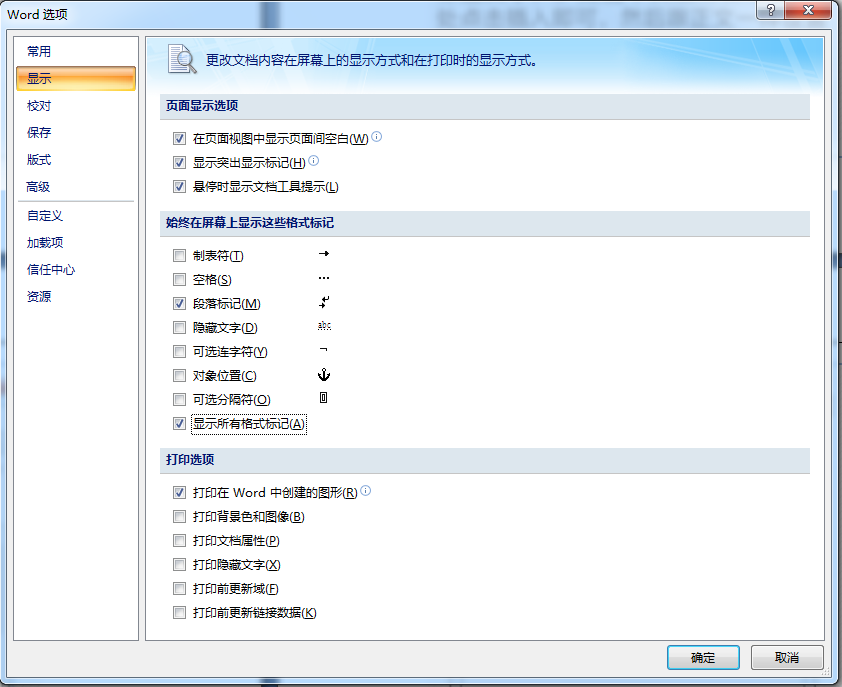 Word 选项
常用
显示
校对
保存
版式
高级
自定义
加载项
信任中心
资源
更改文档内容在屏幕上的显示方式和在打印时的显示方式。
页面显示选项
在页面视图中显示页面间空白(W)
显示突出显示标记(H)
悬停时显示文档工具提示(L)
始终在屏幕上显示这些格式标记
制表符(T)
空格(S)
段落标记(M)
隐藏文字(D) abc
可选连字符(Y)
对象位置(C)
可选分隔符(O)
显示所有格式标记(A)
打印选项
打印在 Word 中创建的图形(R)
打印背景色和图像(B)
打印文档属性(P)
打印隐藏文字(X)
打印前更新域(F)
打印前更新链接数据(K)
确定
取消